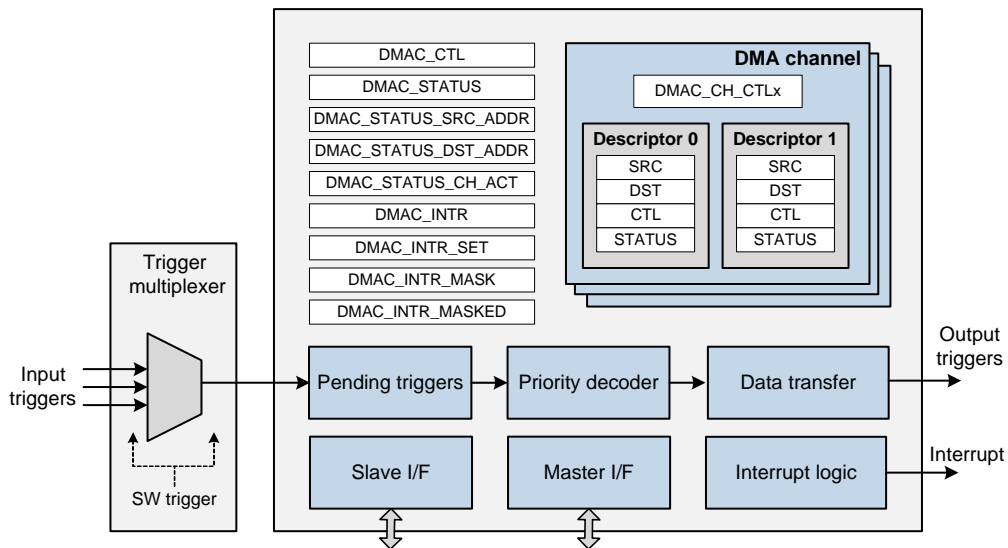 DMAC_CTL
DMAC_STATUS
DMAC_STATUS_SRC_ADDR
DMAC_STATUS_DST_ADDR
DMAC_STATUS_CH_ACT
DMAC_INTR
DMAC_INTR_SET
DMAC_INTR_MASK
DMAC_INTR_MASKED
DMA channel
DMAC_CH_CTLx
Descriptor 0
SRC
DST
CTL
STATUS
Descriptor 1
SRC
DST
CTL
STATUS
Trigger
multiplexer
Input
triggers
SW trigger
Pending triggers
Priority decoder
Data transfer
Output
triggers
Slave I/F
Master I/F
Interrupt logic
Interrupt